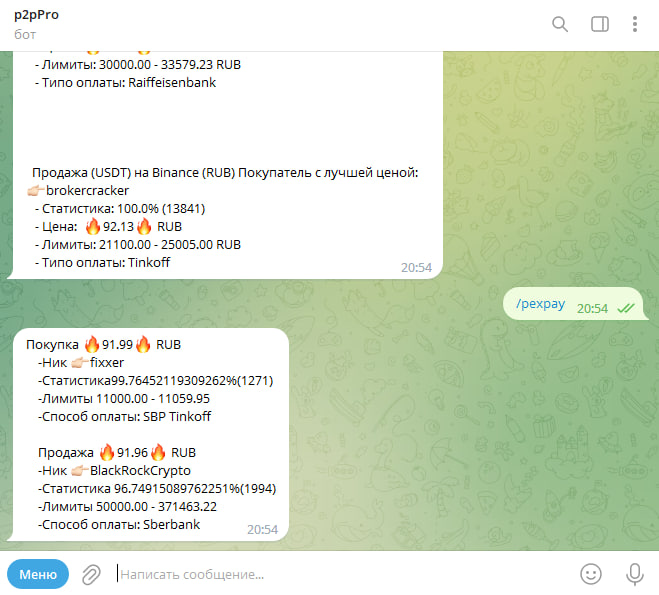 p2pPro
бот
- Лимиты: 30000.00 - 33579.23 RUB
- Типо оплаты: Raiffeisenbank
Продажа (USDT) на Binance (RUB) Покупатель с лучшей ценой:
👉🏻brokercracker
- Статистика: 100.0% (13841)
- Цена: 🔥92.13🔥 RUB
- Лимиты: 21100.00 - 25005.00 RUB
- Типо оплаты: Tinkoff
20:54
/pexpay 20:54
Покупка 🔥91.99🔥 RUB
-Ник 👉🏻fixxer
-Статистика99.76452119309262%(1271)
-Лимиты 11000.00 - 11059.95
-Способ оплаты: SBP Tinkoff
Продажа 🔥91.96🔥 RUB
-Ник 👉🏻BlackRockCrypto
-Статистика 96.74915089762251%(1994)
-Лимиты 50000.00 - 371463.22
-Способ оплаты: Sberbank
20:54
Меню
Написать сообщение...